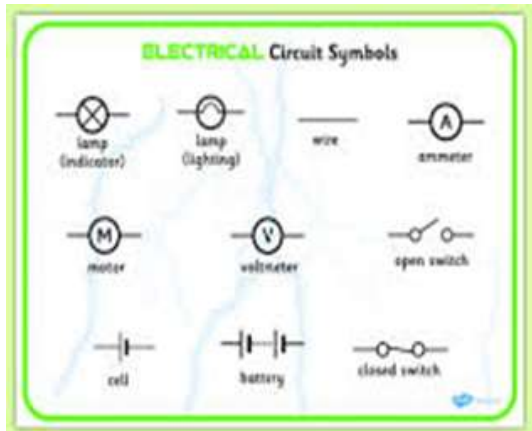 ELECTRICAL Circuit Symbols
lamp
(indicator)
lamp
(lighting)
wire
A
ammeter
M
motor
V
voltmeter
open switch
cell
battery
closed switch